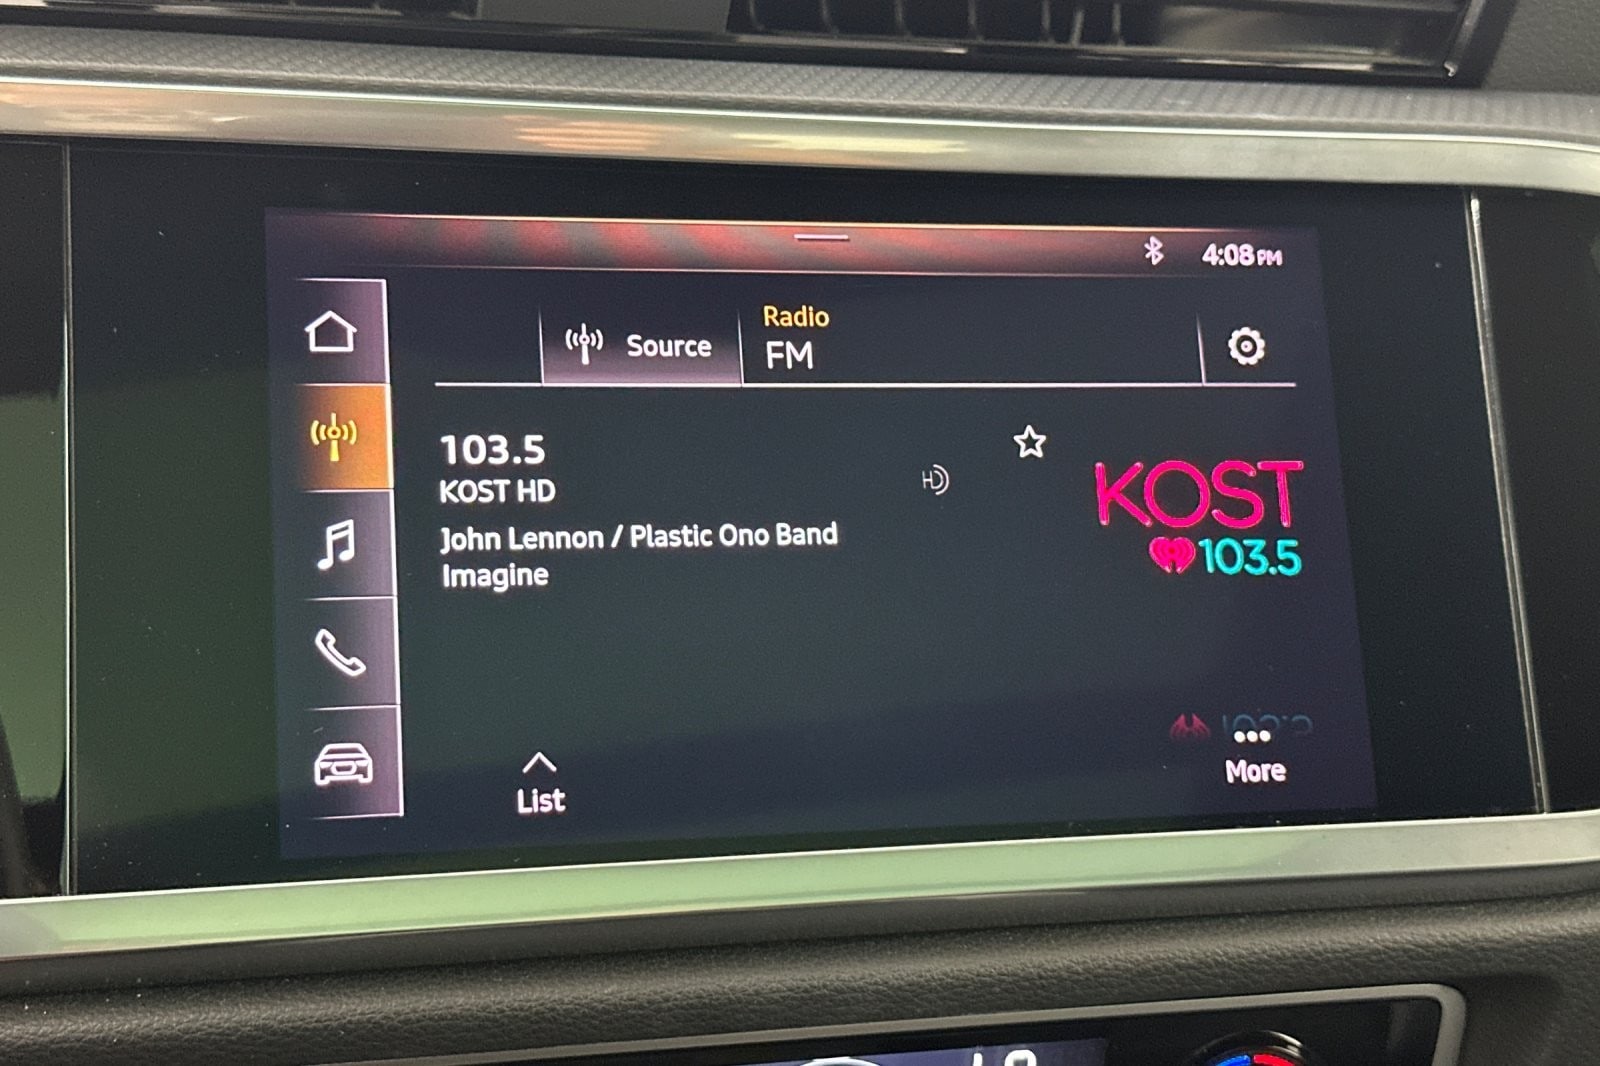 4:08 PM
Source
Radio
FM
103.5
KOST HD
HD
John Lennon / Plastic Ono Band
Imagine
KOST
103.5
List
More